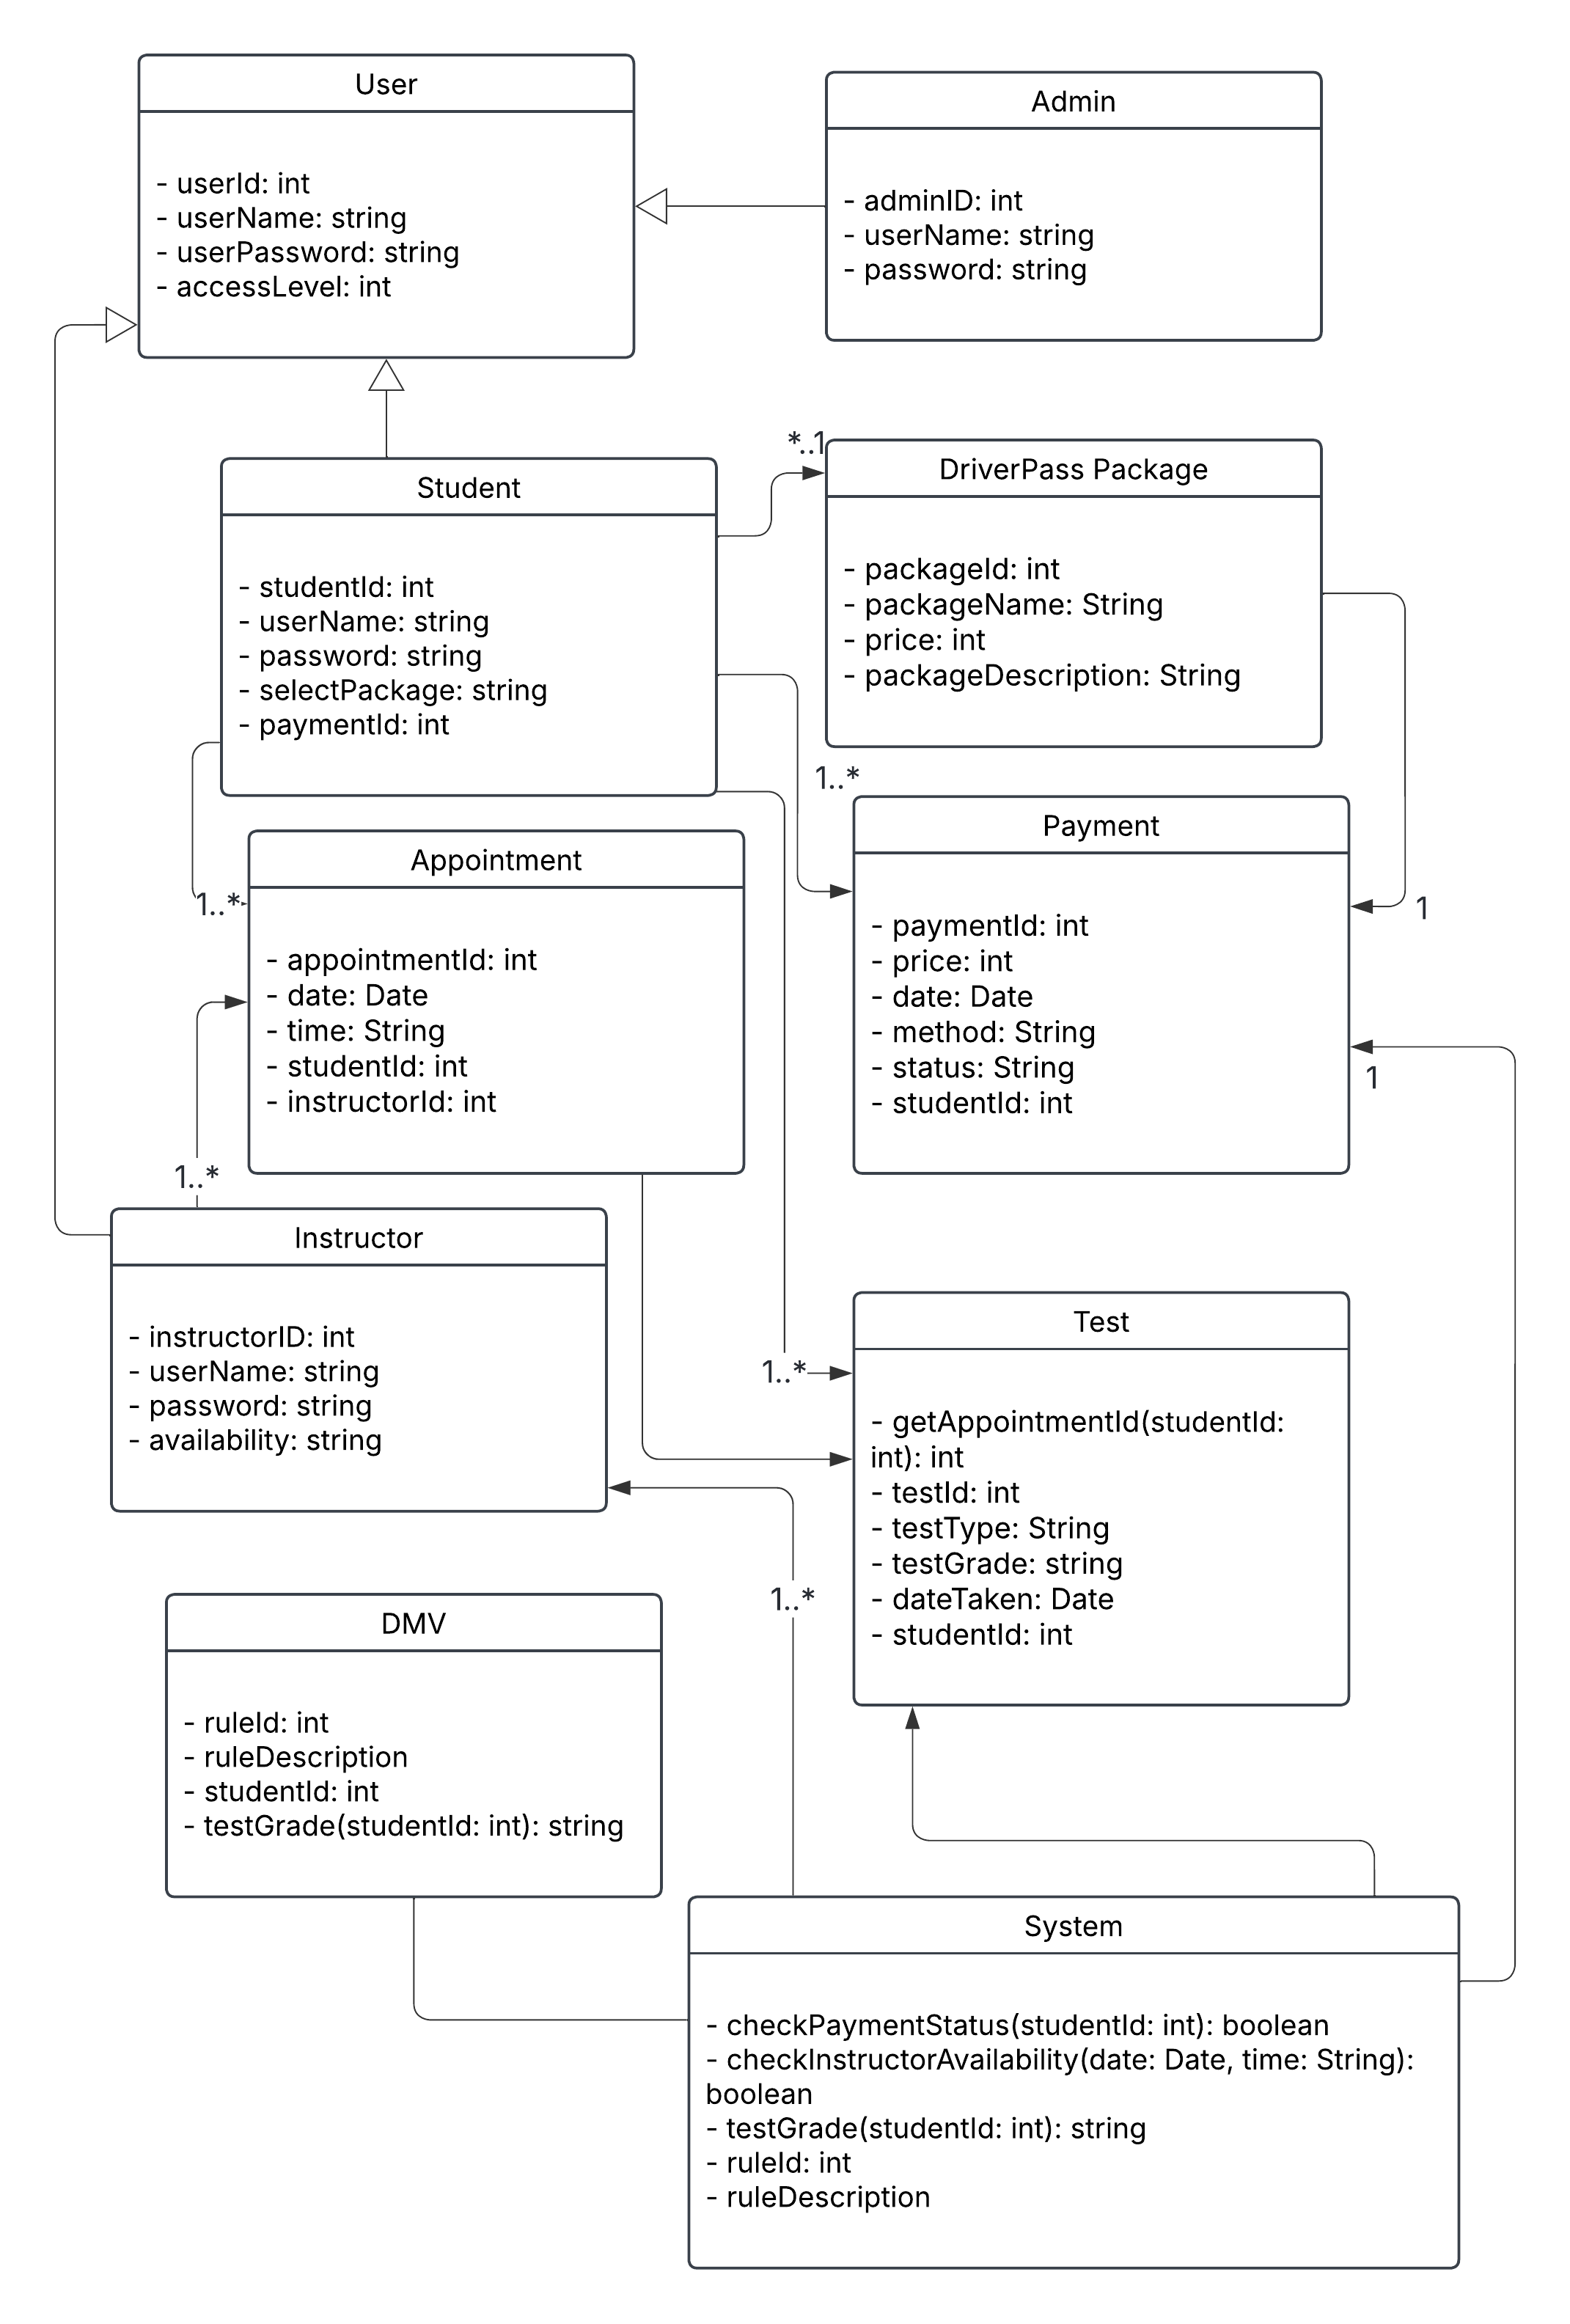 User
- userId: int
- userName: string
- userPassword: string
- accessLevel: int
Admin
- adminID: int
- userName: string
- password: string
Student
- studentId: int
- userName: string
- password: string
- selectPackage: string
- paymentId: int
*..1
DriverPass Package
- packageId: int
- packageName: String
- price: int
- packageDescription: String
1..*
Payment
- paymentId: int
- price: int
- date: Date
- method: String
- status: String
- studentId: int
1
1
Appointment
1..*
- appointmentId: int
- date: Date
- time: String
- studentId: int
- instructorId: int
1..*
Instructor
- instructorID: int
- userName: string
- password: string
- availability: string
1..*
Test
- getAppointmentId(studentId:
int): int
- testId: int
- testType: String
- testGrade: string
- dateTaken: Date
- studentId: int
1..*
DMV
- ruleId: int
- ruleDescription
- studentId: int
- testGrade(studentId: int): string
System
- checkPaymentStatus(studentId: int): boolean
- checkInstructorAvailability(date: Date, time: String):
boolean
- testGrade(studentId: int): string
- ruleId: int
- ruleDescription